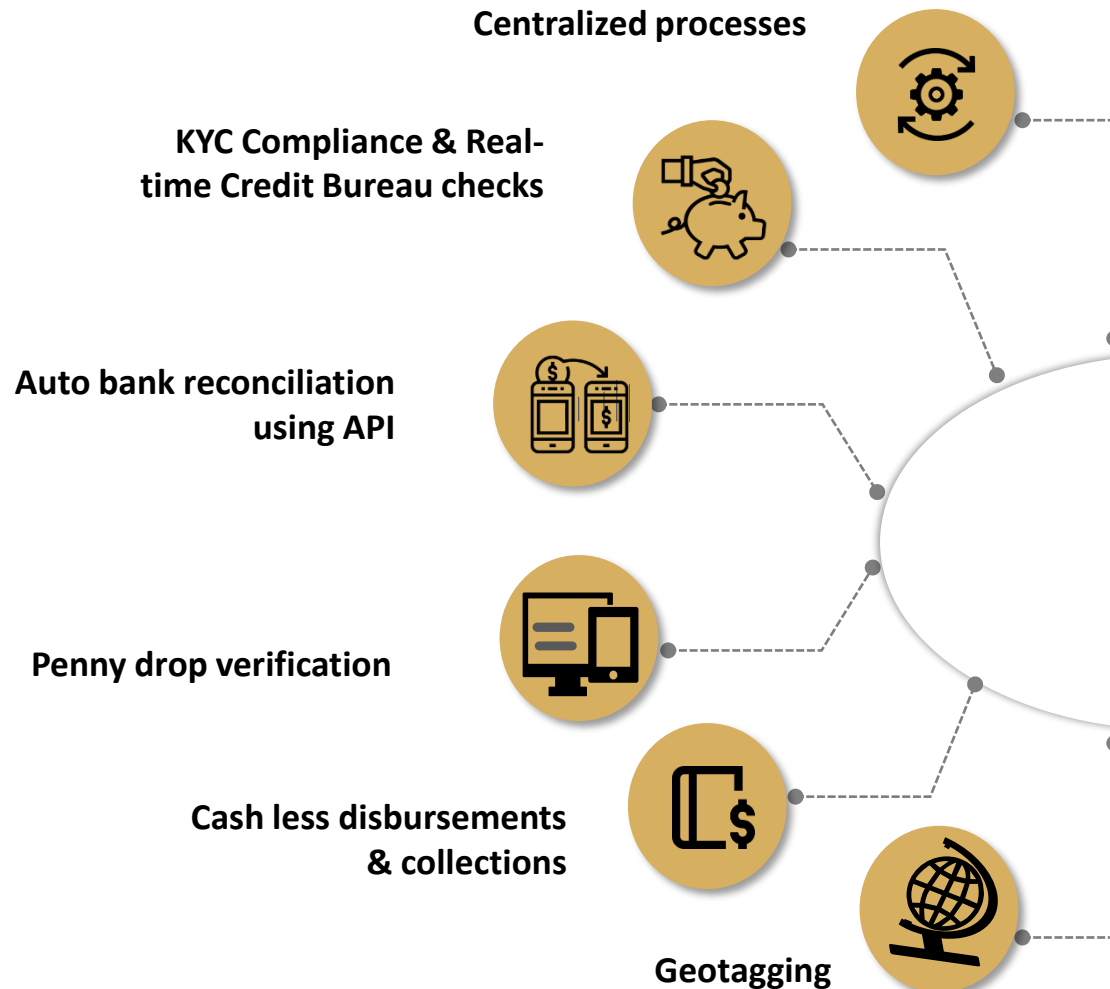 Centralized processes
KYC Compliance & Real-
time Credit Bureau checks
Auto bank reconciliation
using API
Penny drop verification
Cash less disbursements
& collections
Geotagging